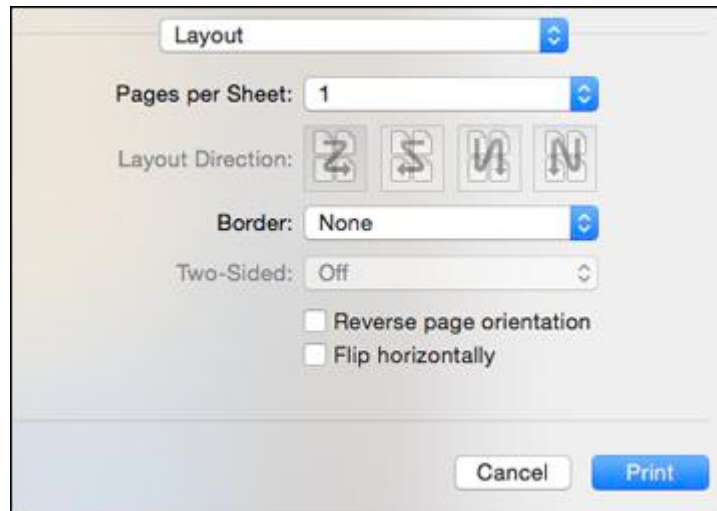 Layout
Pages per Sheet: 1
Layout Direction:
Border: None
Two-Sided: Off
Reverse page orientation
Flip horizontally
Cancel Print